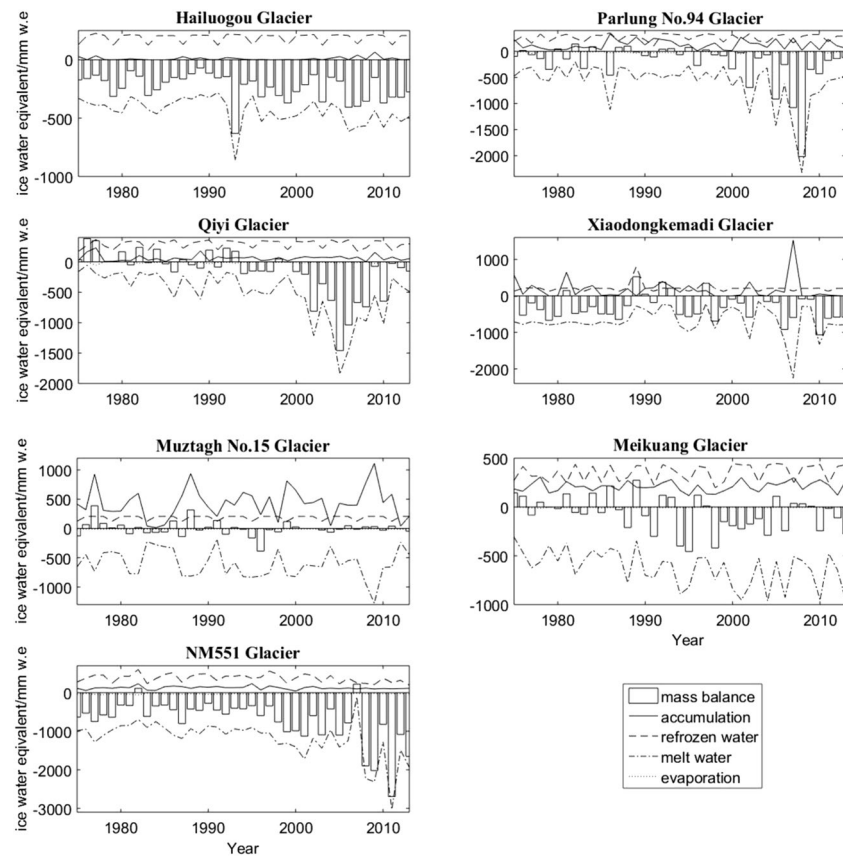 Hailuogou Glacier
ice water eqivalent/mm w.e
0
-500
-1000
1980 1990 2000 2010
Parlung No.94 Glacier
0
-500
-1000
-1500
-2000
1980 1990 2000 2010
Qiyi Glacier
ice water eqivalent/mm w.e
500
0
-500
-1000
-1500
-2000
1980 1990 2000 2010
Xiaodongkemadi Glacier
1000
0
-1000
-2000
1980 1990 2000 2010
Muztagh No.15 Glacier
ice water eqivalent/mm w.e
1000
500
0
-500
-1000
1980 1990 2000 2010
Meikuang Glacier
500
0
-500
-1000
1980 1990 2000 2010
Year
NM551 Glacier
ice water eqivalent/mm w.e
0
-1000
-2000
-3000
1980 1990 2000 2010
Year
mass balance
accumulation
refrozen water
melt water
evaporation